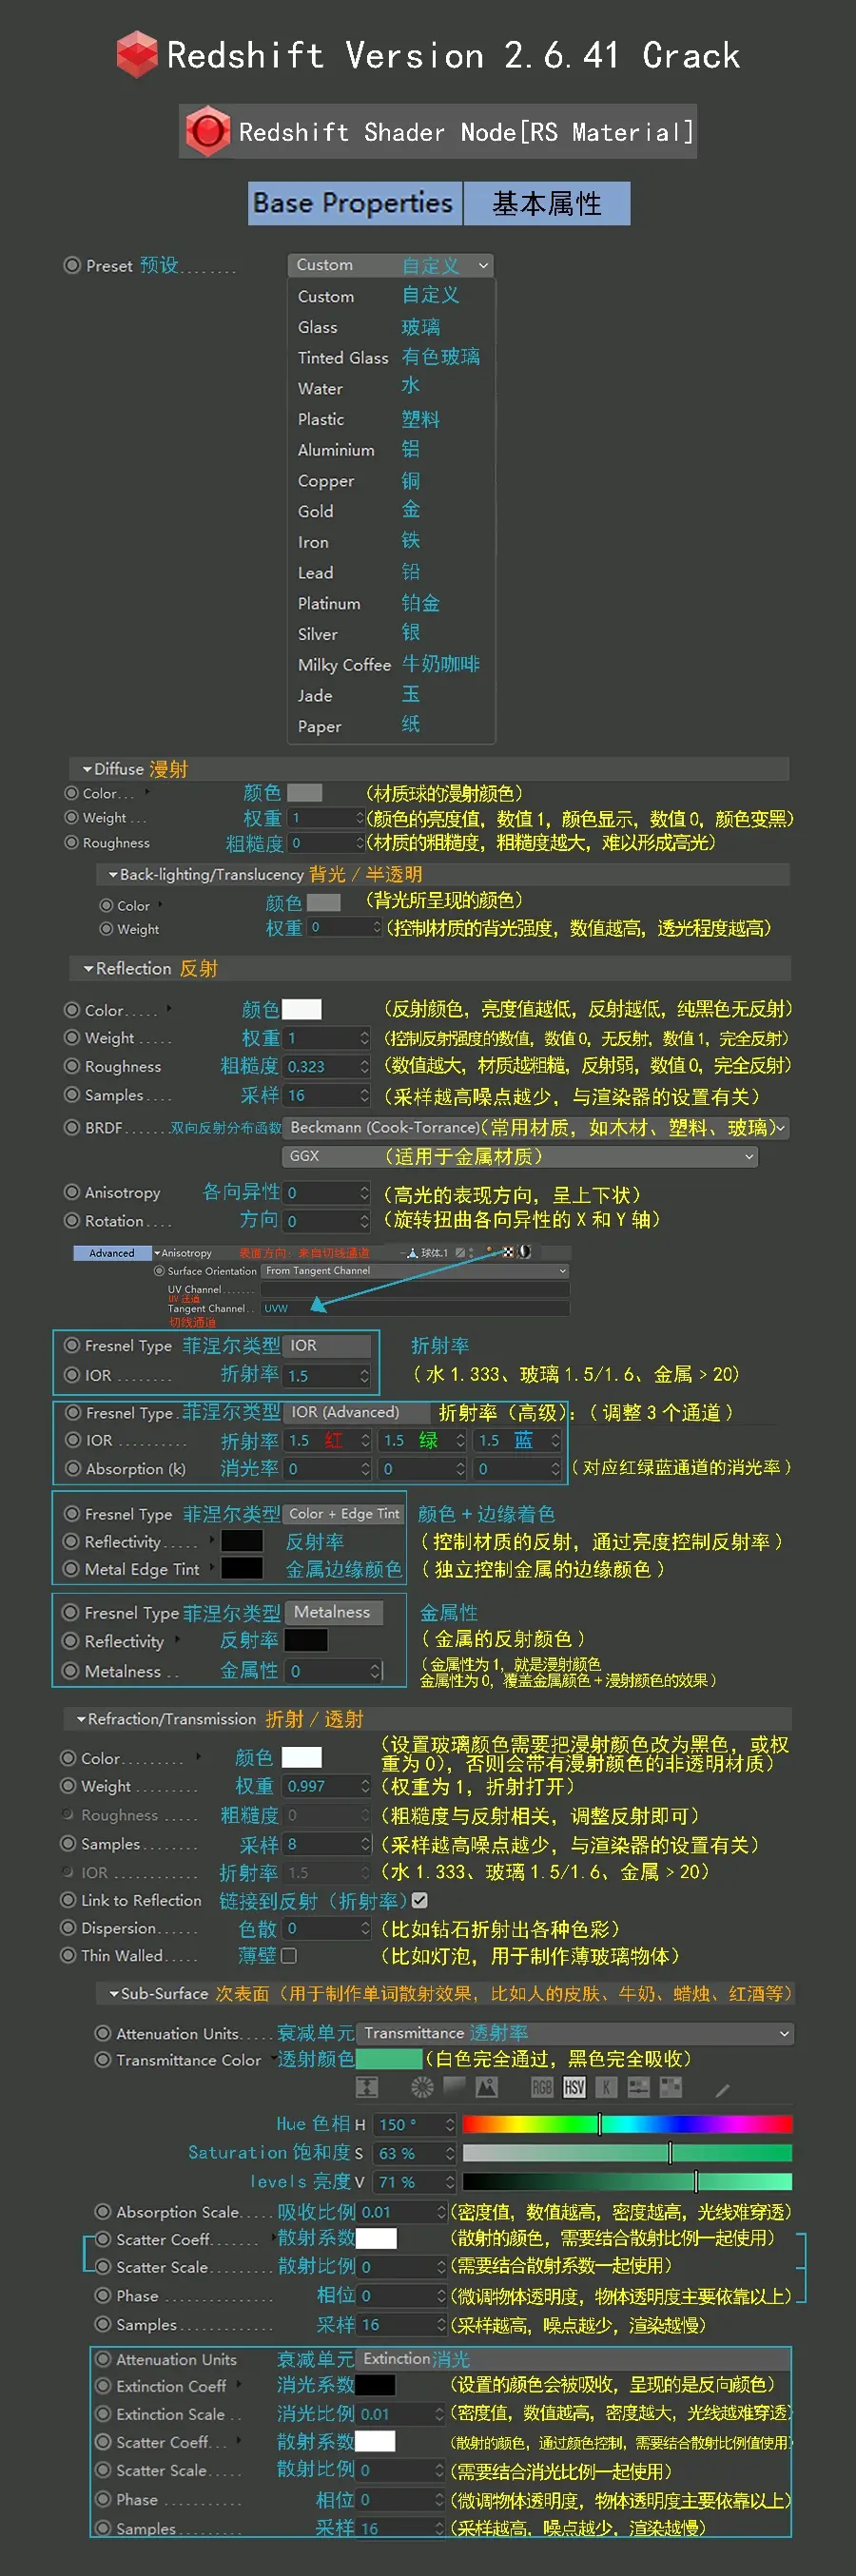 Redshift Version 2.6.41 Crack
Redshift Shader Node[RS Material]
Base Properties 基本属性
Preset 预设........ Custom 自定义
Custom 自定义
Glass 玻璃
Tinted Glass 有色玻璃
Water 水
Plastic 塑料
Aluminium 铝
Copper 铜
Gold 金
Iron 铁
Lead 铅
Platinum 铂金
Silver 银
Milky Coffee 牛奶咖啡
Jade 玉
Paper 纸
Diffuse 漫射
Color... 颜色 (材质球的漫射颜色)
Weight ... 权重 1 (颜色的亮度值，数值1，颜色显示，数值0，颜色变黑)
Roughness 粗糙度 0 (材质的粗糙度，粗糙度越大，难以形成高光)
Back-lighting/Translucency 背光/半透明
Color 颜色 (背光所呈现的颜色)
Weight 权重 0 (控制材质的背光强度，数值越高，透光程度越高)
Reflection 反射
Color..... 颜色 (反射颜色，亮度值越低，反射越低，纯黑色无反射)
Weight .... 权重 1 (控制反射强度的数值，数值0，无反射，数值1，完全反射)
Roughness 粗糙度 0.323 (数值越大，材质越粗糙，反射弱，数值0，完全反射)
Samples .... 采样 16 (采样越高噪点越少，与渲染器的设置有关)
BRDF....... 双向反射分布函数 Beckmann (Cook-Torrance) (常用材质，如木材、塑料、玻璃)
GGX (适用于金属材质)
Anisotropy 各向异性 0 (高光的表现方向，呈上下状)
Rotation.... 方向 0 (旋转扭曲各向异性的X和Y轴)
Advanced Anisotropy 表面方向：来自切线通道 球体.1
Surface Orientation From Tangent Channel
UV Channel.......
UV 通道
Tangent Channel.. UVW
切线通道
Fresnel Type 菲涅尔类型 IOR 折射率
IOR ........ 折射率 1.5 (水1.333、玻璃1.5/1.6、金属>20)
Fresnel Type . 菲涅尔类型 IOR (Advanced) 折射率（高级）：(调整3个通道)
IOR .......... 折射率 1.5 红 1.5 绿 1.5 蓝
Absorption (k) 消光率 0 0 0 (对应红绿蓝通道的消光率)
Fresnel Type 菲涅尔类型 Color + Edge Tint 颜色+边缘着色
Reflectivity..... 反射率 (控制材质的反射，通过亮度控制反射率)
Metal Edge Tint 金属边缘颜色 (独立控制金属的边缘颜色)
Fresnel Type 菲涅尔类型 Metalness 金属性
Reflectivity 反射率 (金属的反射颜色)
Metalness .. 金属性 0 (金属性为1，就是漫射颜色
金属性为0，覆盖金属颜色+漫射颜色的效果)
Refraction/Transmission 折射/透射
(设置玻璃颜色需要把漫射颜色改为黑色，或权
Color......... 颜色 重为0)，否则会带有漫射颜色的非透明材质)
Weight ......... 权重 0.997 (权重为1，折射打开)
Roughness ..... 粗糙度 0 (粗糙度与反射相关，调整反射即可)
Samples ........ 采样 8 (采样越高噪点越少，与渲染器的设置有关)
IOR ............ 折射率 1.5 (水1.333、玻璃1.5/1.6、金属>20)
Link to Reflection 链接到反射（折射率）
Dispersion...... 色散 0 (比如钻石折射出各种色彩)
Thin Walled..... 薄壁 (比如灯泡，用于制作薄玻璃物体)
Sub-Surface 次表面（用于制作单词散射效果，比如人的皮肤、牛奶、蜡烛、红酒等）
Attenuation Units..... 衰减单元 Transmittance 透射率
Transmittance Color 透射颜色 (白色完全通过，黑色完全吸收)
RGB HSV K
Hue 色相 H 150 °
Saturation 饱和度 S 63 %
levels 亮度 V 71 %
Absorption Scale..... 吸收比例 0.01 (密度值，数值越高，密度越高，光线难穿透)
Scatter Coeff....... 散射系数 (散射的颜色，需要结合散射比例一起使用)
Scatter Scale......... 散射比例 0 (需要结合散射系数一起使用)
Phase .............. 相位 0 (微调物体透明度，物体透明度主要依靠以上)
Samples............. 采样 16 (采样越高，噪点越少，渲染越慢)
Attenuation Units 衰减单元 Extinction 消光
Extinction Coeff 消光系数 (设置的颜色会被吸收，呈现的是反向颜色)
Extinction Scale .. 消光比例 0.01 (密度值，数值越高，密度越大，光线越难穿透)
Scatter Coeff... 散射系数 (散射的颜色，通过颜色控制，需要结合散射比例值使用)
Scatter Scale..... 散射比例 0 (需要结合消光比例一起使用)
Phase ........... 相位 0 (微调物体透明度，物体透明度主要依靠以上)
Samples......... 采样 16 (采样越高，噪点越少，渲染越慢)